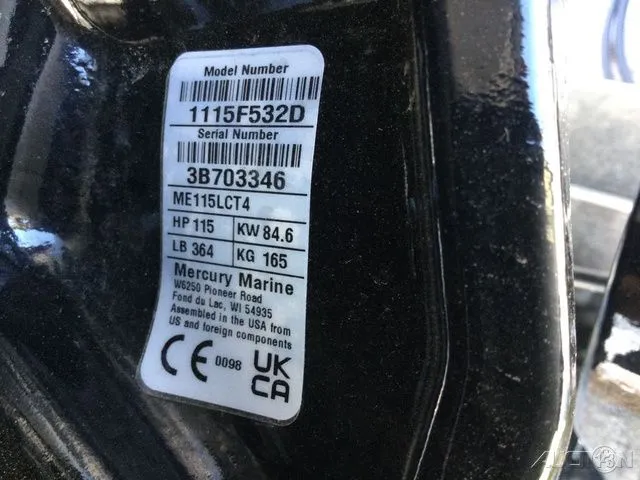 Model Number
1115F532D
Serial Number
3B703346
ME115LCT4
HP 115 KW 84.6
LB 364 KG 165
Mercury Marine
W6250 Pioneer Road
Fond du Lac, WI 54935
Assembled in the USA from
US and foreign components
CE 0098 UK
CA